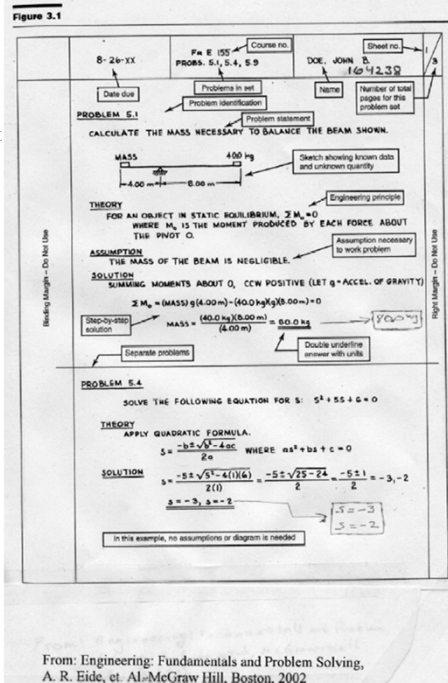 Figure 3.1
8-26-XX
Date due
Fr E 155
Course no.
PROBS. 5.1, 5.4, 5.9
Problems in set
DOE, JOHN B.
164238
Name
Sheet no.
1
3
Number of total
pages for this
problem set
Problem identification
PROBLEM 5.1
Problem statement
CALCULATE THE MASS NECESSARY TO BALANCE THE BEAM SHOWN.
MASS
400 kg
4.00 m
8.00 m
Sketch showing known data
and unknown quantity
THEORY
Engineering principle
FOR AN OBJECT IN STATIC EQUILIBRIUM, ΣM₀=0
WHERE M₀ IS THE MOMENT PRODUCED BY EACH FORCE ABOUT
THE PIVOT O.
Assumption necessary
to work problem
ASSUMPTION
THE MASS OF THE BEAM IS NEGLIGIBLE.
SOLUTION
SUMMING MOMENTS ABOUT O, CCW POSITIVE (LET g=ACCEL. OF GRAVITY)
ΣM₀=(MASS)g(4.00m)-(40.0kg)(g)(8.00m)=0
Step-by-step
solution
MASS = (40.0 kg)(8.00 m) / (4.00 m) = 80.0 kg
80.0 kg
Double underline
answer with units
Separate problems
Binding Margin – Do Not Use
Right Margin – Do Not Use
PROBLEM 5.4
SOLVE THE FOLLOWING EQUATION FOR S: S²+5S+6=0
THEORY
APPLY QUADRATIC FORMULA.
S = -b±√b²-4ac / 2a WHERE as²+bs+c=0
SOLUTION
S = -5±√5²-4(1)(6) / 2(1) = -5±√25-24 / 2 = -5±1 / 2 = -3,-2
S=-3, S=-2
S = -3
S = -2
In this example, no assumptions or diagram is needed
From: Engineering: Fundamentals and Problem Solving,
A. R. Eide, et. Al. McGraw Hill, Boston, 2002